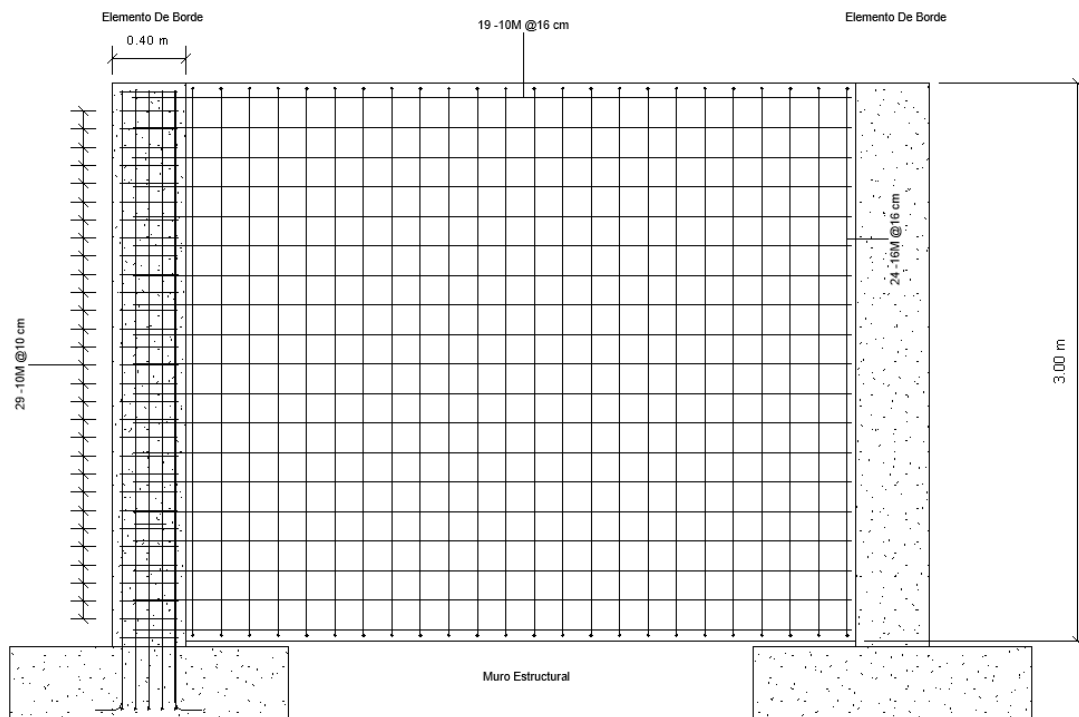 Elemento De Borde
Elemento De Borde
19 -10M @16 cm
0.40 m
24 -16M @16 cm
29 -10M @10 cm
3.00 m
Muro Estructural